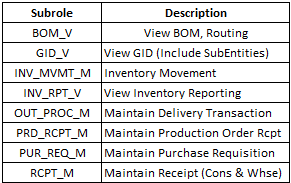 Subrole Description
BOM_V View BOM, Routing
GID_V View GID (Include SubEntities)
INV_MVMT_M Inventory Movement
INV_RPT_V View Inventory Reporting
OUT_PROC_M Maintain Delivery Transaction
PRD_RCPT_M Maintain Production Order Rcpt
PUR_REQ_M Maintain Purchase Requisition
RCPT_M Maintain Receipt (Cons & Whse)